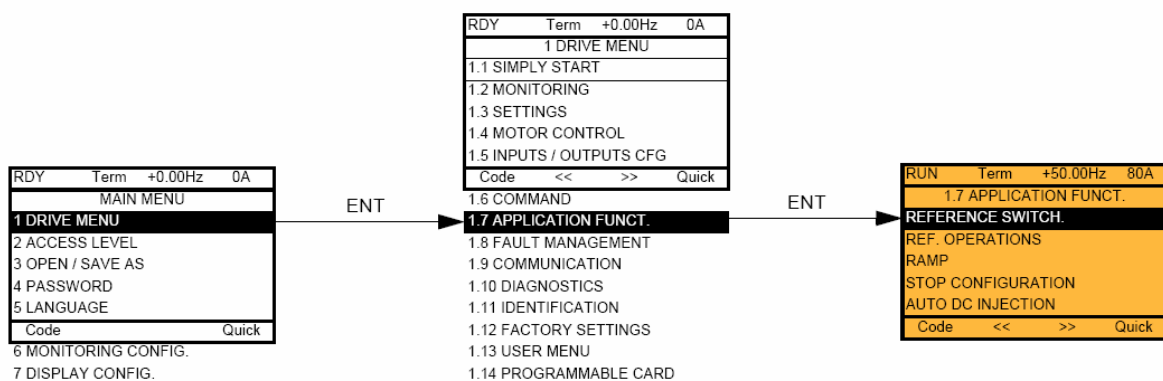 RDY Term +0.00Hz 0A
MAIN MENU
1 DRIVE MENU
2 ACCESS LEVEL
3 OPEN / SAVE AS
4 PASSWORD
5 LANGUAGE
Code Quick
6 MONITORING CONFIG.
7 DISPLAY CONFIG.
ENT
RDY Term +0.00Hz 0A
1 DRIVE MENU
1.1 SIMPLY START
1.2 MONITORING
1.3 SETTINGS
1.4 MOTOR CONTROL
1.5 INPUTS / OUTPUTS CFG
Code << >> Quick
1.6 COMMAND
1.7 APPLICATION FUNCT.
1.8 FAULT MANAGEMENT
1.9 COMMUNICATION
1.10 DIAGNOSTICS
1.11 IDENTIFICATION
1.12 FACTORY SETTINGS
1.13 USER MENU
1.14 PROGRAMMABLE CARD
ENT
RUN Term +50.00Hz 80A
1.7 APPLICATION FUNCT.
REFERENCE SWITCH.
REF. OPERATIONS
RAMP
STOP CONFIGURATION
AUTO DC INJECTION
Code << >> Quick